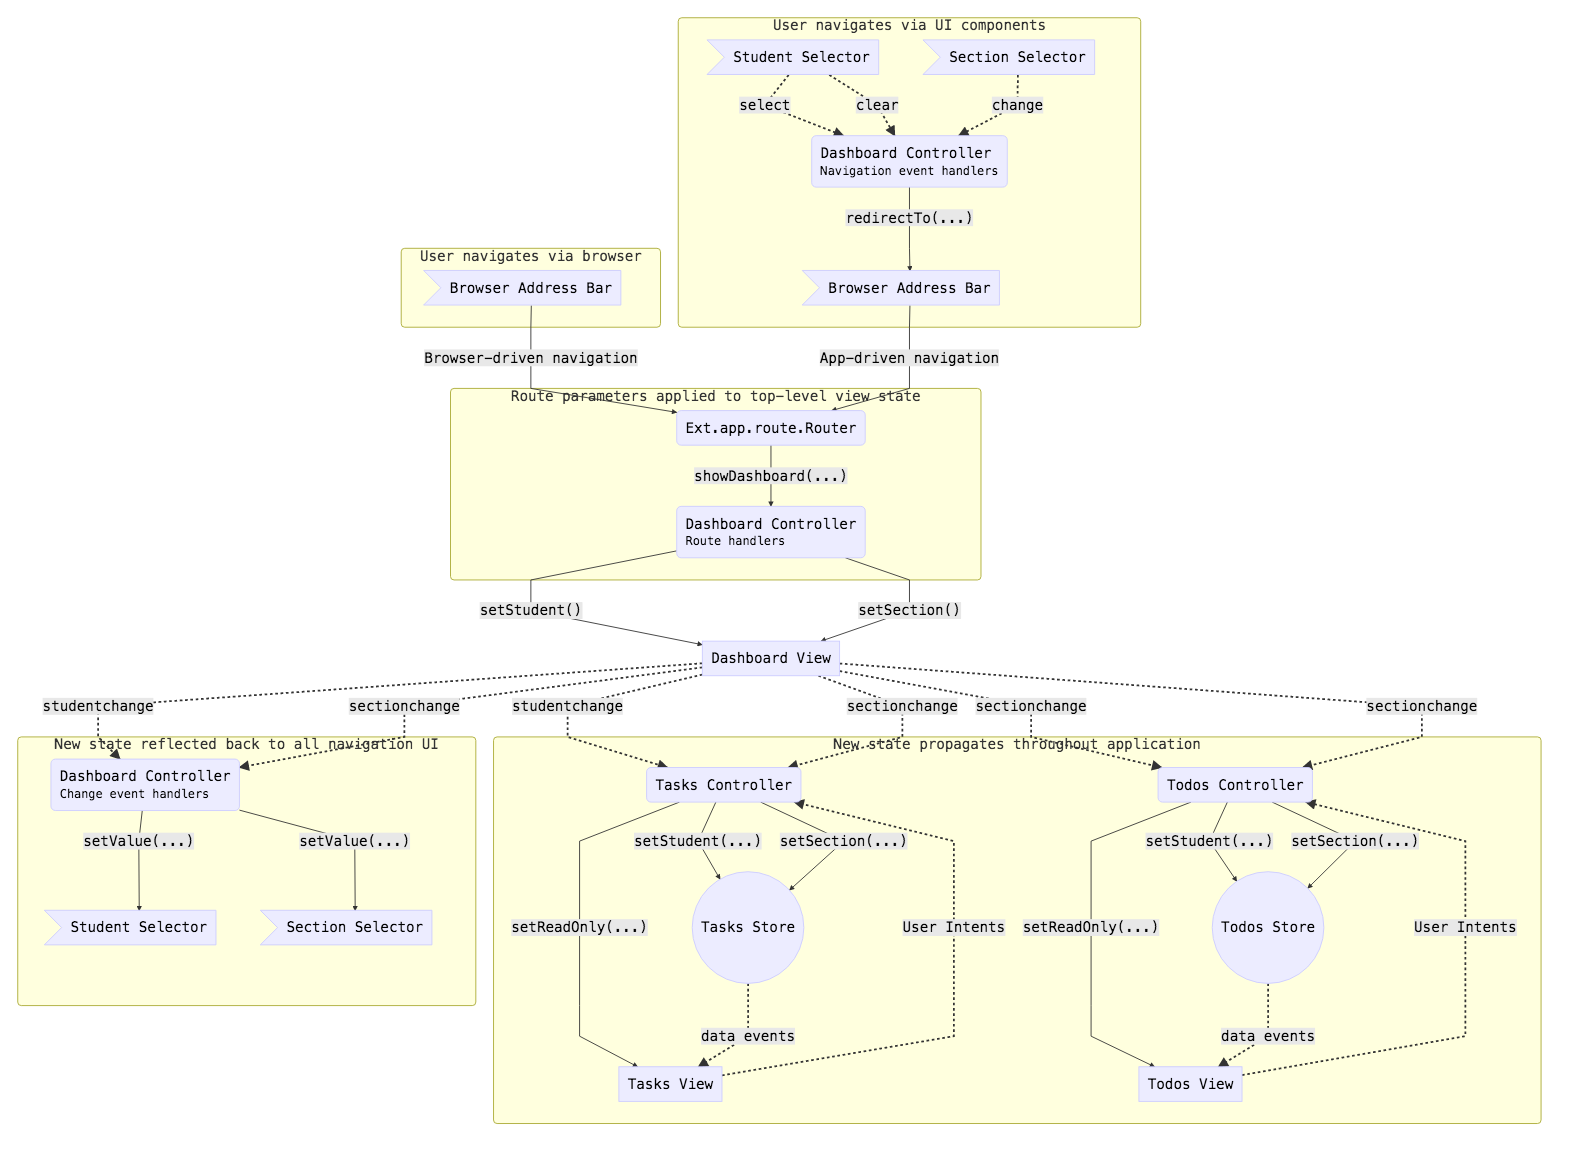 User navigates via UI components
Student Selector
Section Selector
select
clear
change
Dashboard Controller
Navigation event handlers
redirectTo(...)
User navigates via browser
Browser Address Bar
Browser Address Bar
Browser-driven navigation
App-driven navigation
Route parameters applied to top-level view state
Ext.app.route.Router
showDashboard(...)
Dashboard Controller
Route handlers
setStudent()
setSection()
Dashboard View
studentchange
sectionchange
studentchange
sectionchange
sectionchange
sectionchange
New state reflected back to all navigation UI
Dashboard Controller
Change event handlers
setValue(...)
setValue(...)
Student Selector
Section Selector
New state propagates throughout application
Tasks Controller
Todos Controller
setStudent(...)
setSection(...)
setStudent(...)
setSection(...)
setReadOnly(...)
Tasks Store
User Intents
setReadOnly(...)
Todos Store
User Intents
data events
data events
Tasks View
Todos View